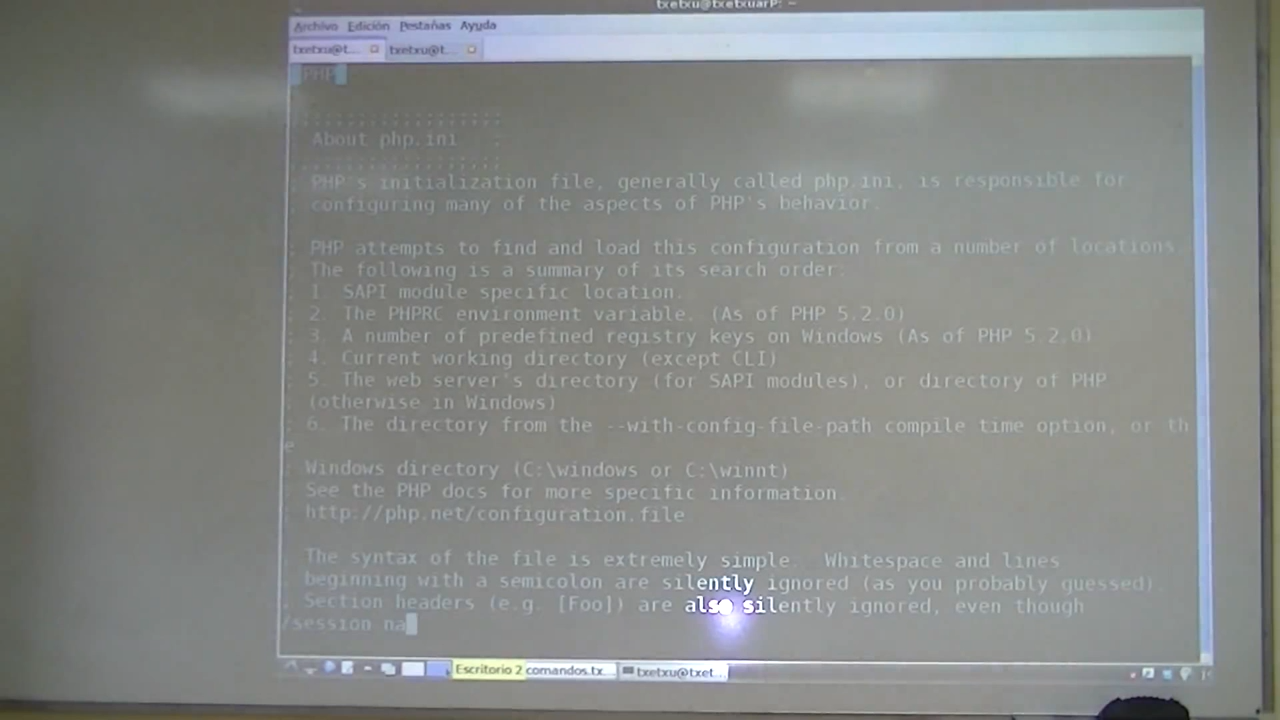 txetxu@txetxuarP: ~
Archivo Edición Pestañas Ayuda
txetxu@t... txetxu@t...
[PHP]
;;;;;;;;;;;;;;;;;;;
; About php.ini   ;
;;;;;;;;;;;;;;;;;;;
; PHP's initialization file, generally called php.ini, is responsible for
; configuring many of the aspects of PHP's behavior.
; PHP attempts to find and load this configuration from a number of locations.
; The following is a summary of its search order:
; 1. SAPI module specific location.
; 2. The PHPRC environment variable. (As of PHP 5.2.0)
; 3. A number of predefined registry keys on Windows (As of PHP 5.2.0)
; 4. Current working directory (except CLI)
; 5. The web server's directory (for SAPI modules), or directory of PHP
; (otherwise in Windows)
; 6. The directory from the --with-config-file-path compile time option, or th
e
; Windows directory (C:\windows or C:\winnt)
; See the PHP docs for more specific information.
; http://php.net/configuration.file
; The syntax of the file is extremely simple.  Whitespace and lines
; beginning with a semicolon are silently ignored (as you probably guessed).
; Section headers (e.g. [Foo]) are also silently ignored, even though
/session na
Escritorio 2 comandos.tx... txetxu@txet...